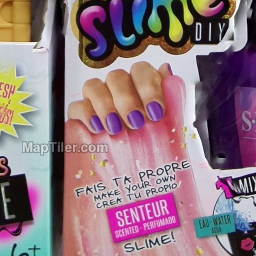 SLIME
DIY
MapTiler.com
FAIS TA PROPRE
MAKE YOUR OWN
CREA TU PROPIO
SENTEUR
SCENTED - PERFUMADO
SLIME!
MIX
EAU - WATER
AGUA